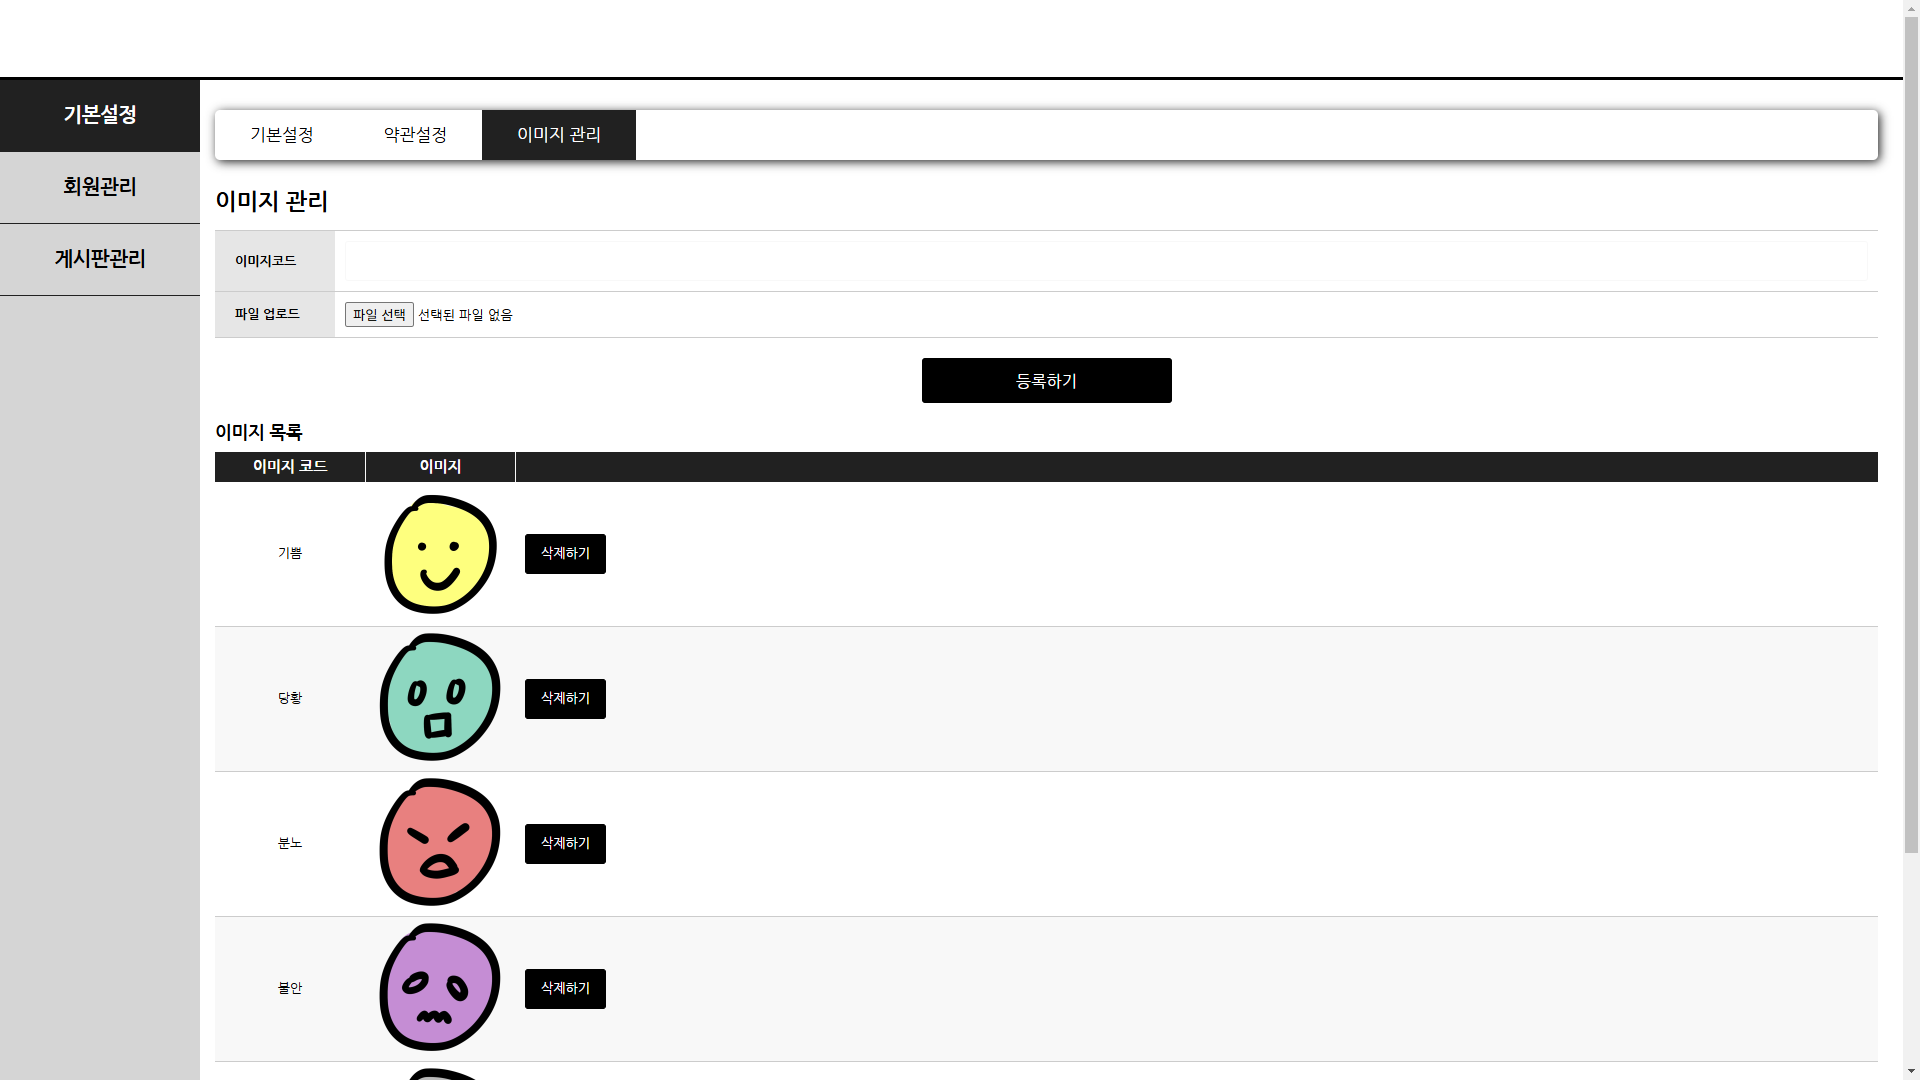 기본설정
회원관리
게시판관리
기본설정 약관설정 이미지 관리
이미지 관리
이미지코드
파일 업로드 파일 선택 선택된 파일 없음
등록하기
이미지 목록
이미지 코드 이미지
기쁨 삭제하기
당황 삭제하기
분노 삭제하기
불안 삭제하기